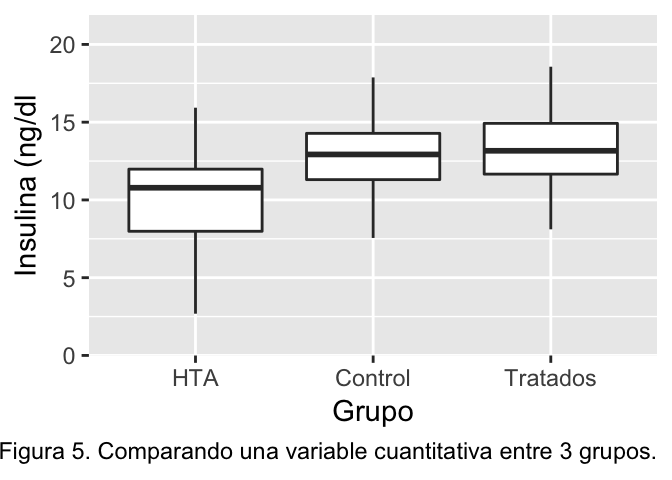 20
15
10
5
0
Insulina (ng/dl
HTA Control Tratados
Grupo
Figura 5. Comparando una variable cuantitativa entre 3 grupos.